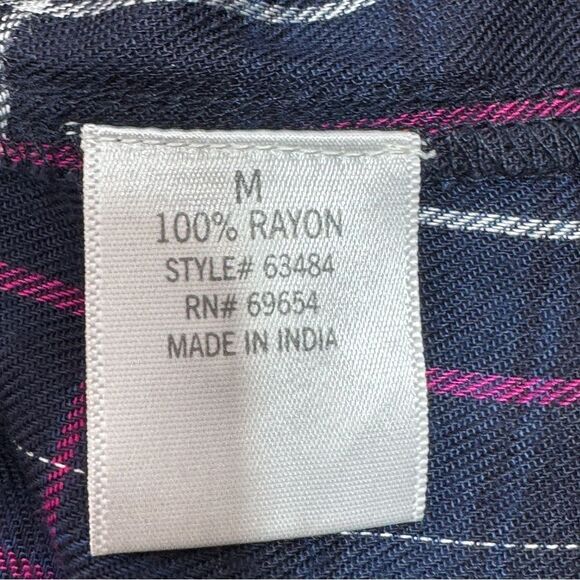 M
100% RAYON
STYLE# 63484
RN# 69654
MADE IN INDIA